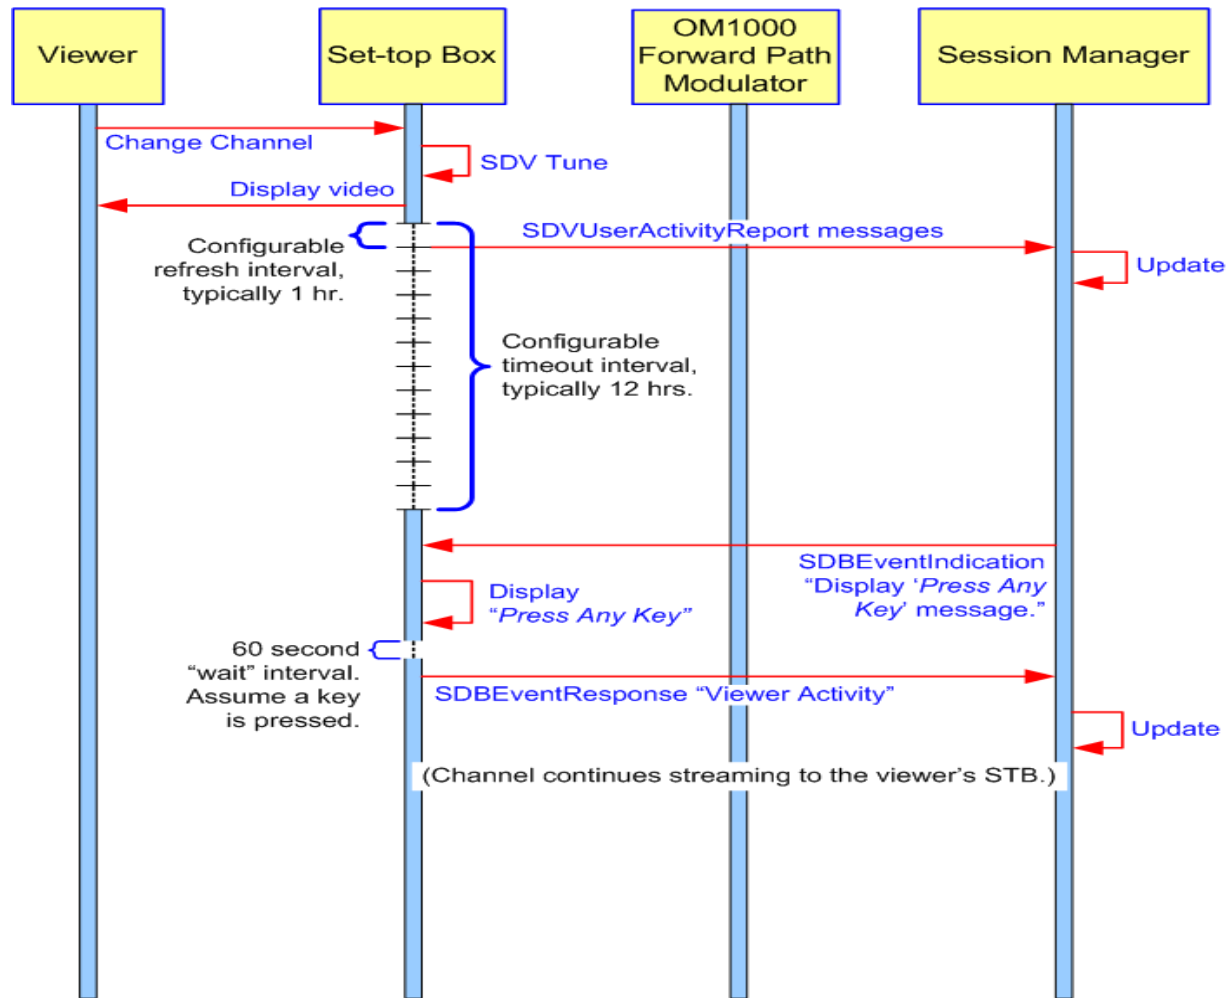 Viewer
Set-top Box
OM1000
Forward Path
Modulator
Session Manager
Change Channel
SDV Tune
Display video
SDVUserActivityReport messages
Configurable
refresh interval,
typically 1 hr.
Update
Configurable
timeout interval,
typically 12 hrs.
SDBEventIndication
“Display ‘Press Any
Key’ message.”
Display
“Press Any Key”
60 second
“wait” interval.
Assume a key
is pressed.
SDBEventResponse “Viewer Activity”
Update
(Channel continues streaming to the viewer’s STB.)